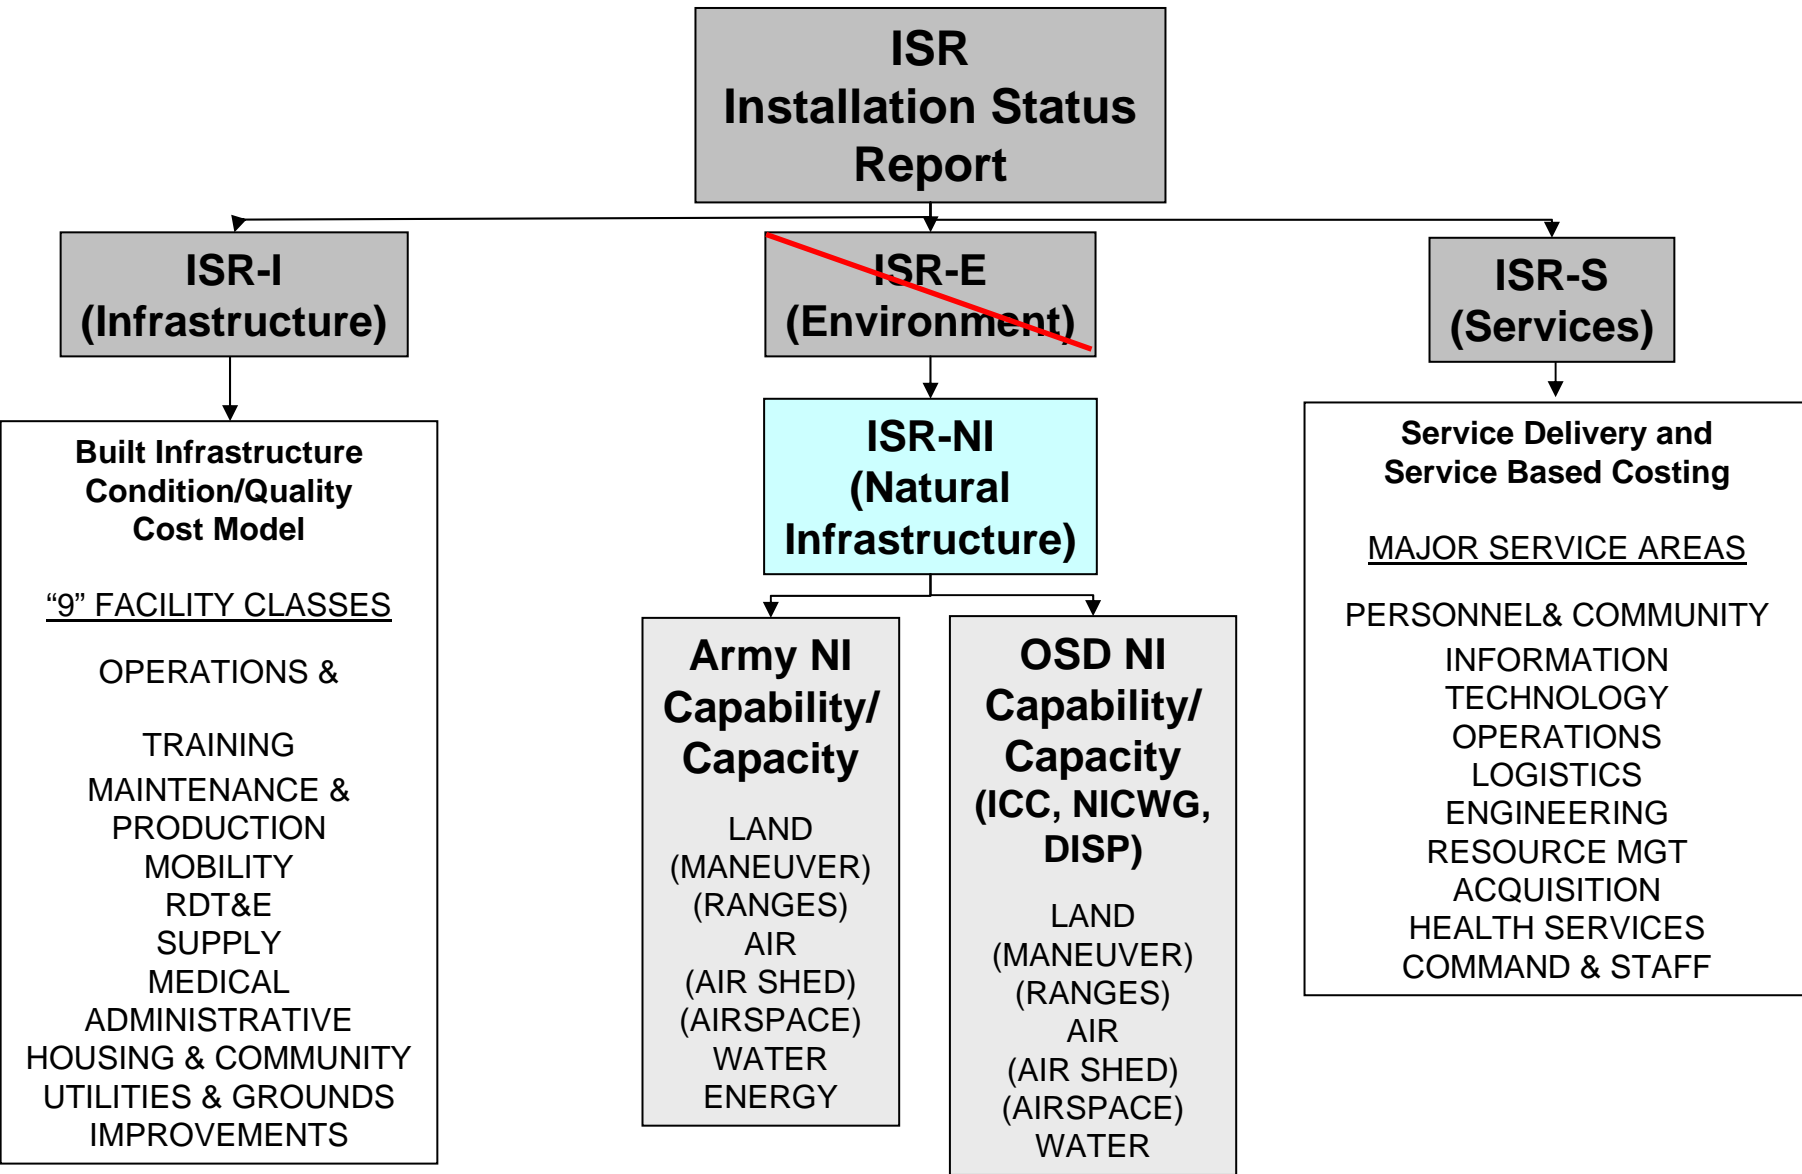 ISR
Installation Status
Report
ISR-I
(Infrastructure)
ISR-E
(Environment)
ISR-S
(Services)
Built Infrastructure
Condition/Quality
Cost Model
“9” FACILITY CLASSES
OPERATIONS &
TRAINING
MAINTENANCE &
PRODUCTION
MOBILITY
RDT&E
SUPPLY
MEDICAL
ADMINISTRATIVE
HOUSING & COMMUNITY
UTILITIES & GROUNDS
IMPROVEMENTS
ISR-NI
(Natural
Infrastructure)
Army NI
Capability/
Capacity
LAND
(MANEUVER)
(RANGES)
AIR
(AIR SHED)
(AIRSPACE)
WATER
ENERGY
OSD NI
Capability/
Capacity
(ICC, NICWG,
DISP)
LAND
(MANEUVER)
(RANGES)
AIR
(AIR SHED)
(AIRSPACE)
WATER
Service Delivery and
Service Based Costing
MAJOR SERVICE AREAS
PERSONNEL& COMMUNITY
INFORMATION
TECHNOLOGY
OPERATIONS
LOGISTICS
ENGINEERING
RESOURCE MGT
ACQUISITION
HEALTH SERVICES
COMMAND & STAFF